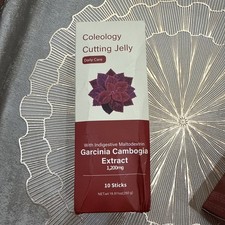 Coleology
Cutting Jelly
Daily Care
With Indigestive Maltodextrin
Garcinia Cambogia
Extract
1,200mg
10 Sticks